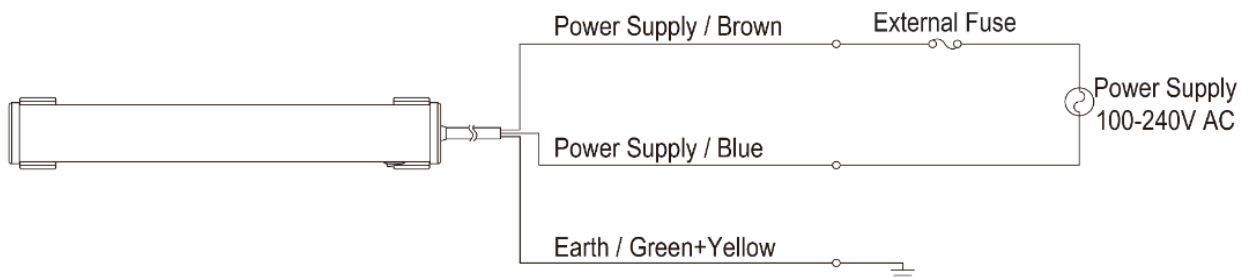 Power Supply / Brown
External Fuse
Power Supply
100-240V AC
Power Supply / Blue
Earth / Green+Yellow